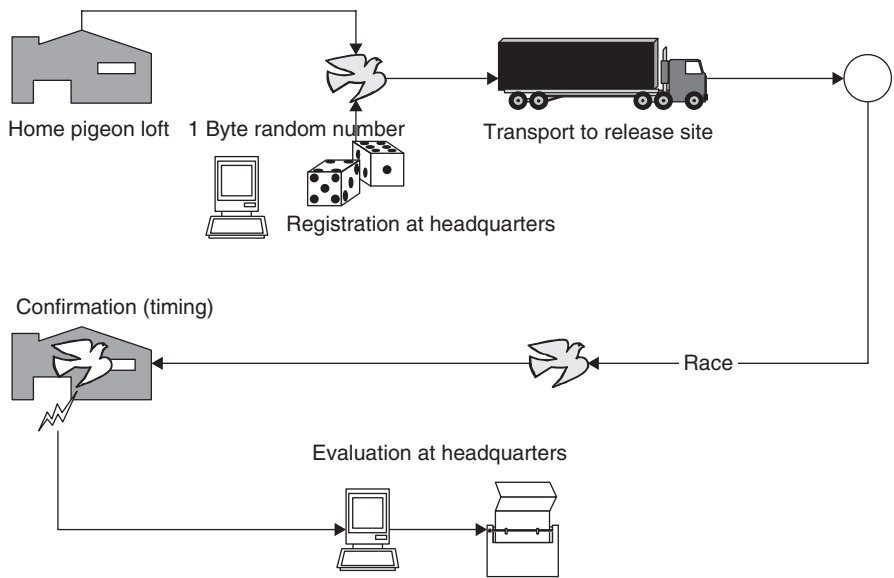 Home pigeon loft
1 Byte random number
Transport to release site
Registration at headquarters
Confirmation (timing)
Race
Evaluation at headquarters